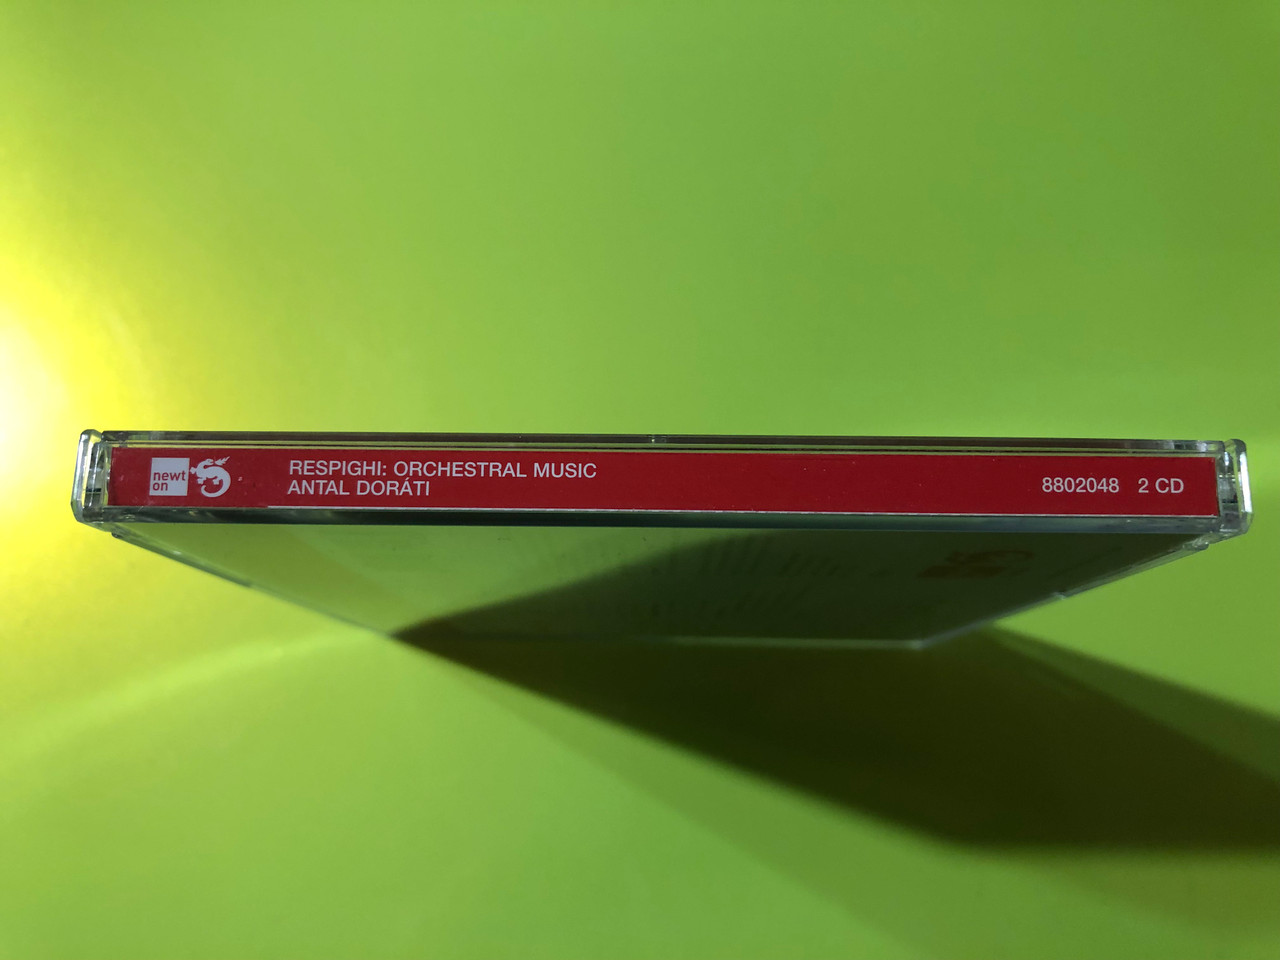 newt
on
RESPIGHI: ORCHESTRAL MUSIC
ANTAL DORÁTI
8802048 2 CD